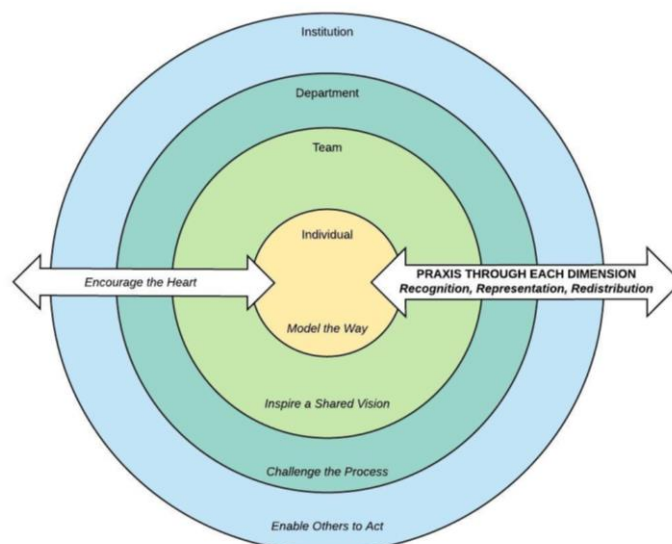 Institution
Department
Team
Individual
Encourage the Heart
PRAXIS THROUGH EACH DIMENSION
Recognition, Representation, Redistribution
Model the Way
Inspire a Shared Vision
Challenge the Process
Enable Others to Act